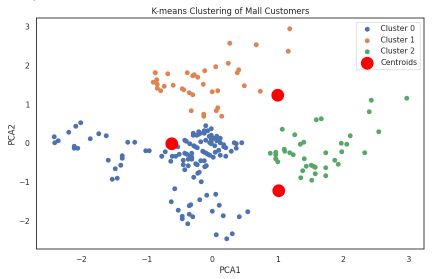 K-means Clustering of Mall Customers
3
2
1
0
−1
−2
PCA2
−2
−1
0
1
2
3
PCA1
Cluster 0
Cluster 1
Cluster 2
Centroids